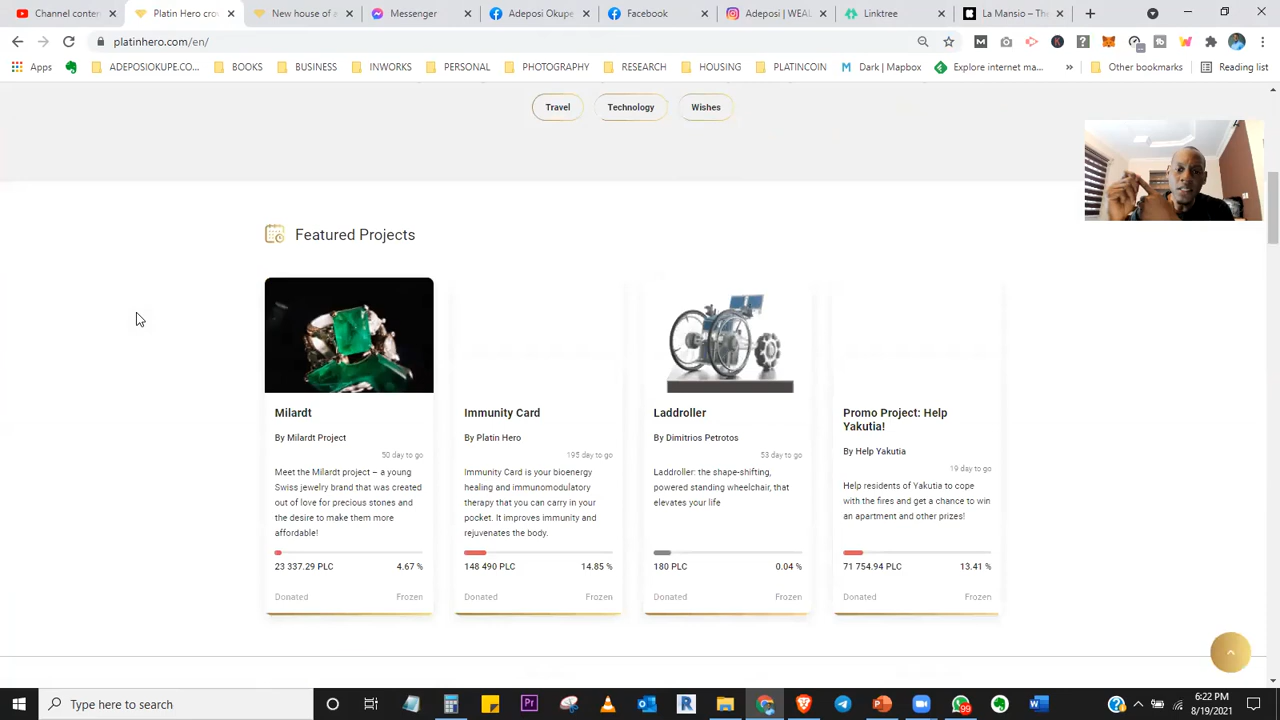 Channel conten
Platin Hero cro
New house of a
Messenger
Adeposi Okupe
Facebook
Adeposi | WEAL
Linktree
La Mansio – The
platinhero.com/en/
Apps
ADEPOSIOKUPE.CO...
BOOKS
BUSINESS
INWORKS
PERSONAL
PHOTOGRAPHY
RESEARCH
HOUSING
PLATINCOIN
Dark | Mapbox
Explore internet ma...
Other bookmarks
Reading list
Travel
Technology
Wishes
Featured Projects
Milardt
By Milardt Project
50 day to go
Meet the Milardt project – a young
Swiss jewelry brand that was created
out of love for precious stones and
the desire to make them more
affordable!
23 337.29 PLC 4.67 %
Donated Frozen
Immunity Card
By Platin Hero
195 day to go
Immunity Card is your bioenergy
healing and immunomodulatory
therapy that you can carry in your
pocket. It improves immunity and
rejuvenates the body.
148 490 PLC 14.85 %
Donated Frozen
Laddroller
By Dimitrios Petrotos
53 day to go
Laddroller: the shape-shifting,
powered standing wheelchair, that
elevates your life
180 PLC 0.04 %
Donated Frozen
Promo Project: Help
Yakutia!
By Help Yakutia
19 day to go
Help residents of Yakutia to cope
with the fires and get a chance to win
an apartment and other prizes!
71 754.94 PLC 13.41 %
Donated Frozen
Type here to search
99
6:22 PM
8/19/2021